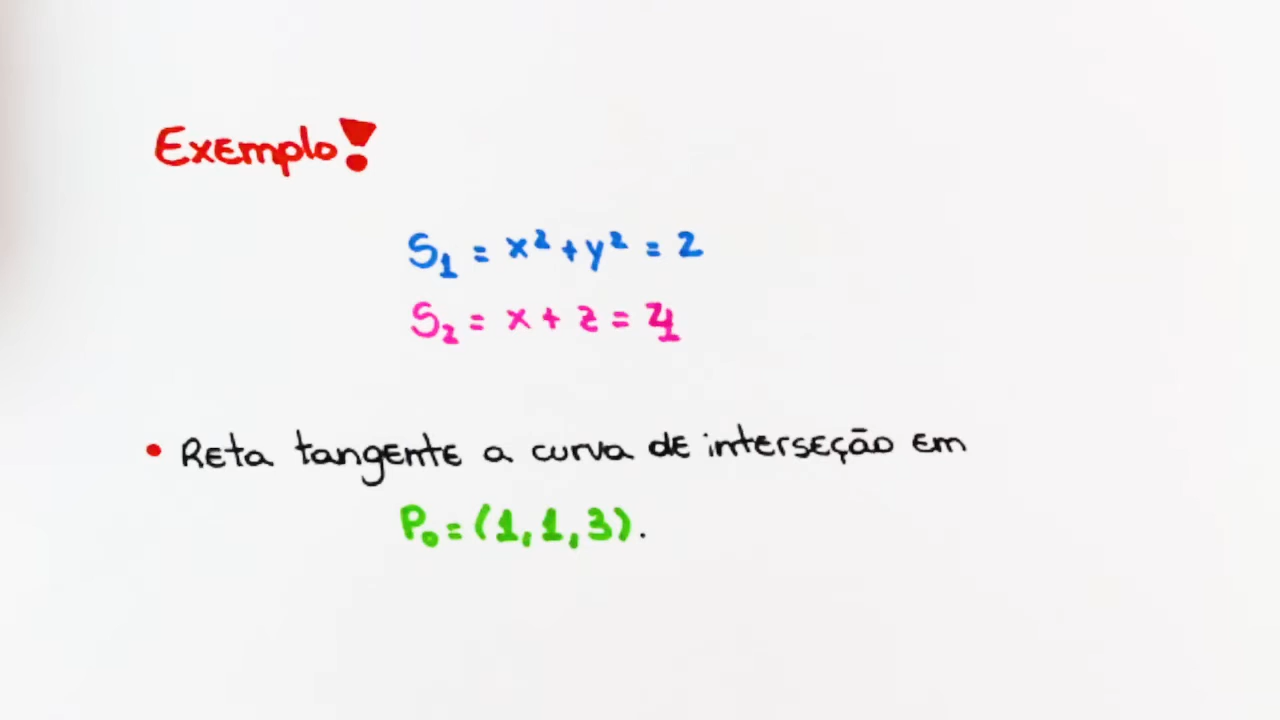 Exemplo!
S₁ = x² + y² = 2
S₂ = x + z = 4
• Reta tangente a curva de interseção em
P₀ = (1, 1, 3).